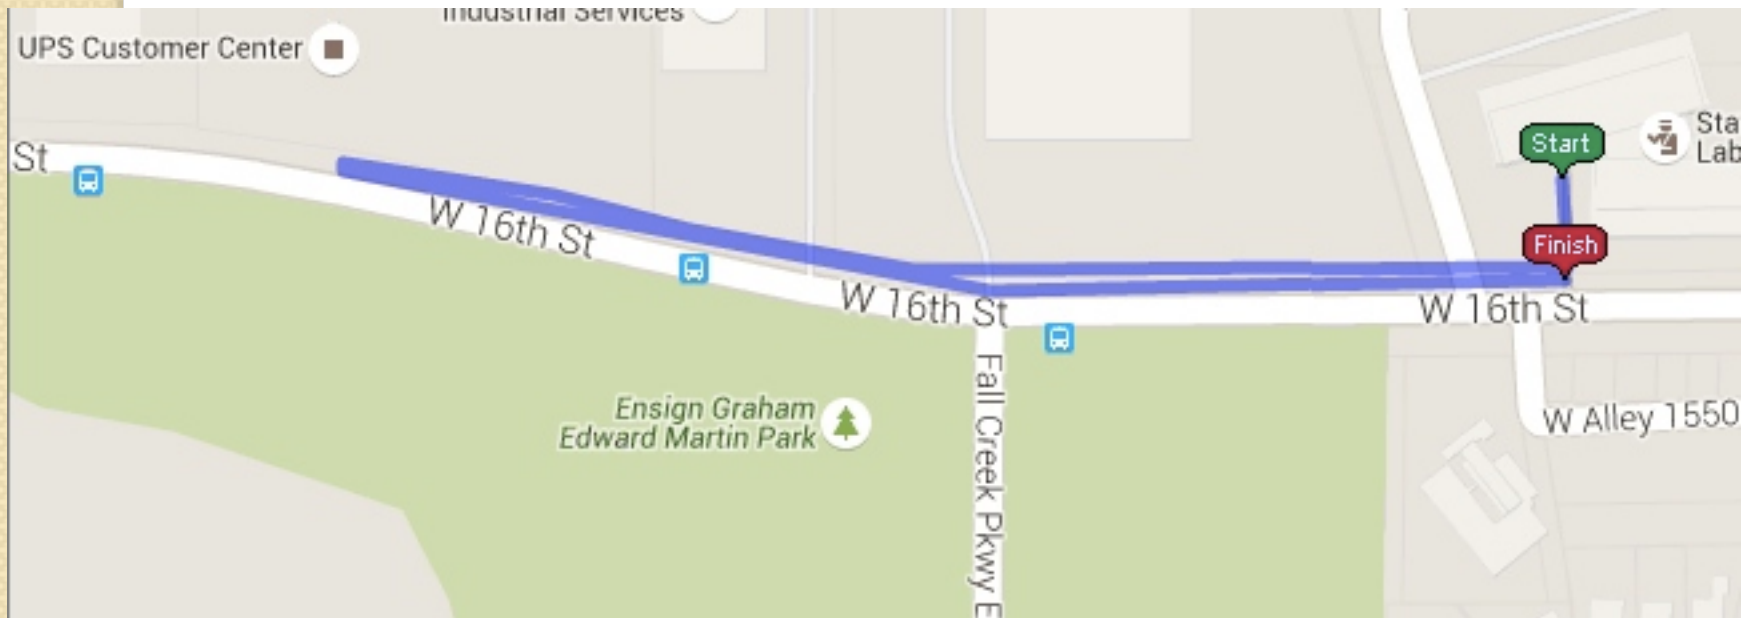 Industrial Services
UPS Customer Center
St
Start
Sta
Lab
Finish
W 16th St
W 16th St
W 16th St
Fall Creek Pkwy E
Ensign Graham
Edward Martin Park
W Alley 1550